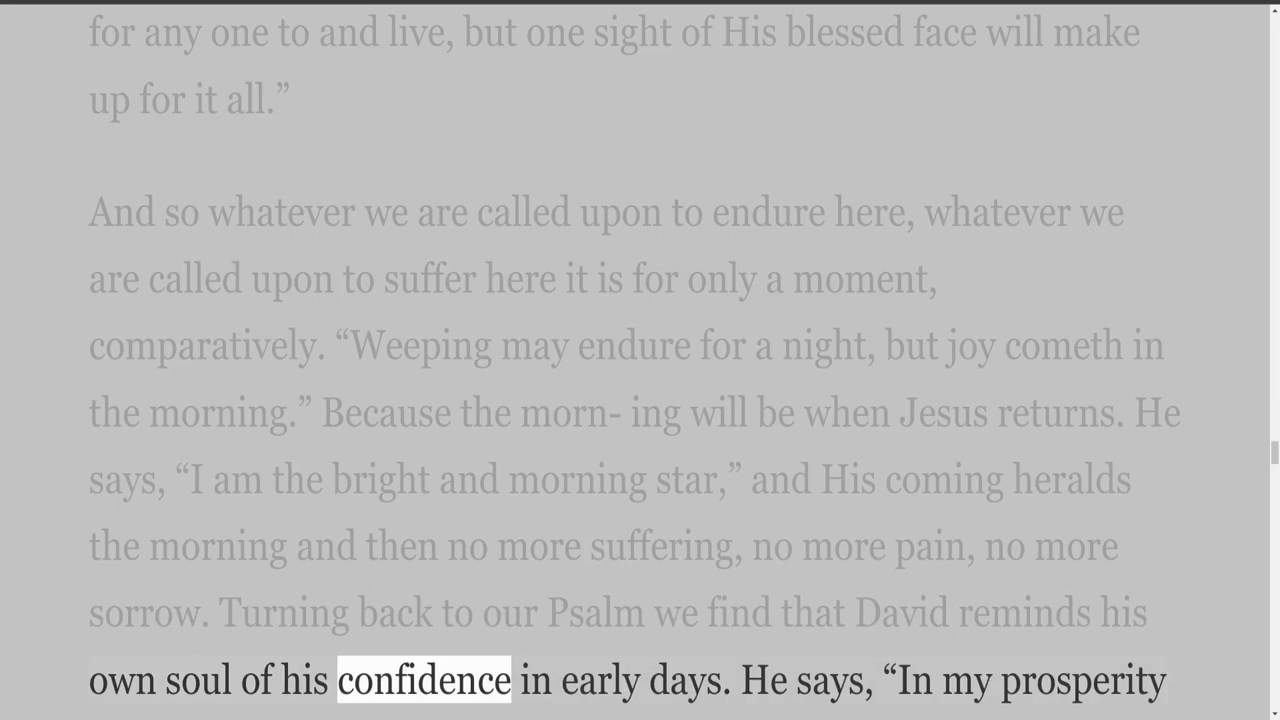 for any one to and live, but one sight of His blessed face will make
up for it all.”
And so whatever we are called upon to endure here, whatever we
are called upon to suffer here it is for only a moment,
comparatively. “Weeping may endure for a night, but joy cometh in
the morning.” Because the morn- ing will be when Jesus returns. He
says, “I am the bright and morning star,” and His coming heralds
the morning and then no more suffering, no more pain, no more
sorrow. Turning back to our Psalm we find that David reminds his
own soul of his confidence in early days. He says, “In my prosperity